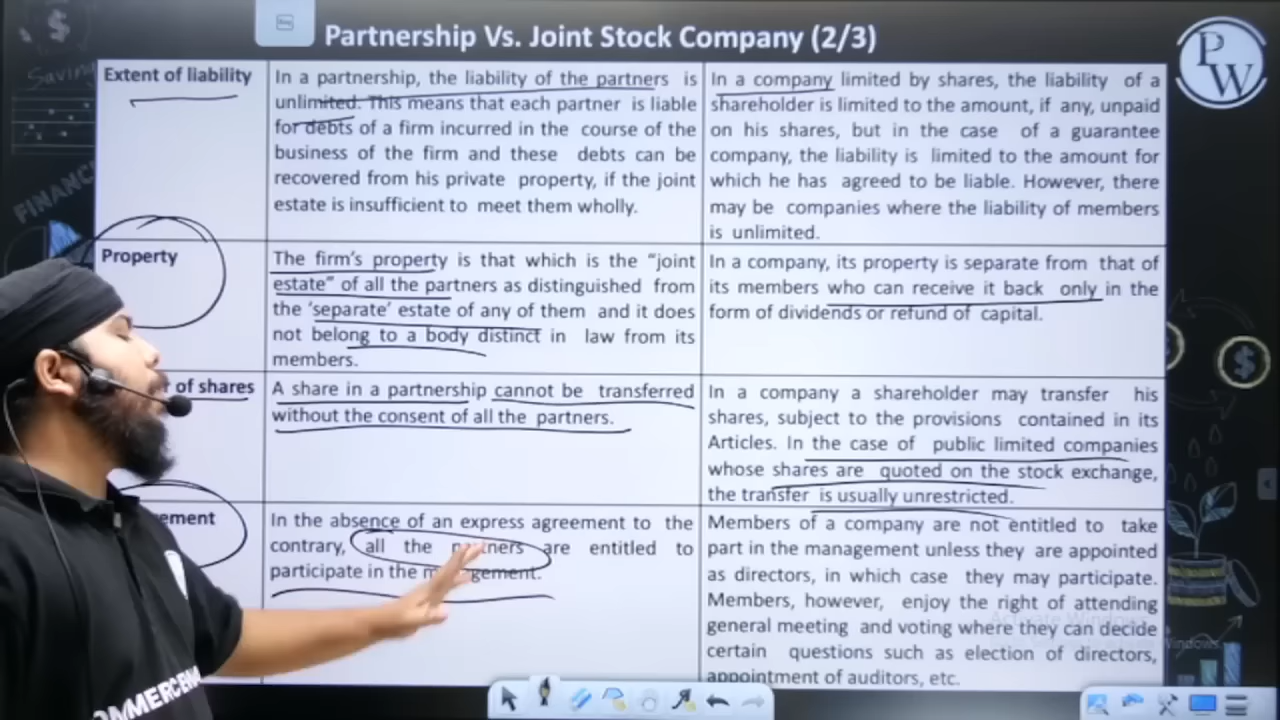 Partnership Vs. Joint Stock Company (2/3)
P
W
Saving
FINANC
Extent of liability
In a partnership, the liability of the partners is
unlimited. This means that each partner is liable
for debts of a firm incurred in the course of the
business of the firm and these debts can be
recovered from his private property, if the joint
estate is insufficient to meet them wholly.
In a company limited by shares, the liability of a
shareholder is limited to the amount, if any, unpaid
on his shares, but in the case of a guarantee
company, the liability is limited to the amount for
which he has agreed to be liable. However, there
may be companies where the liability of members
is unlimited.
Property
The firm's property is that which is the "joint
estate" of all the partners as distinguished from
the 'separate' estate of any of them and it does
not belong to a body distinct in law from its
members.
In a company, its property is separate from that of
its members who can receive it back only in the
form of dividends or refund of capital.
of shares
A share in a partnership cannot be transferred
without the consent of all the partners.
In a company a shareholder may transfer his
shares, subject to the provisions contained in its
Articles. In the case of public limited companies
whose shares are quoted on the stock exchange,
the transfer is usually unrestricted.
ement
In the absence of an express agreement to the
contrary, all the partners are entitled to
participate in the management.
Members of a company are not entitled to take
part in the management unless they are appointed
as directors, in which case they may participate.
Members, however, enjoy the right of attending
general meeting and voting where they can decide
certain questions such as election of directors,
appointment of auditors, etc.
Activate Windows